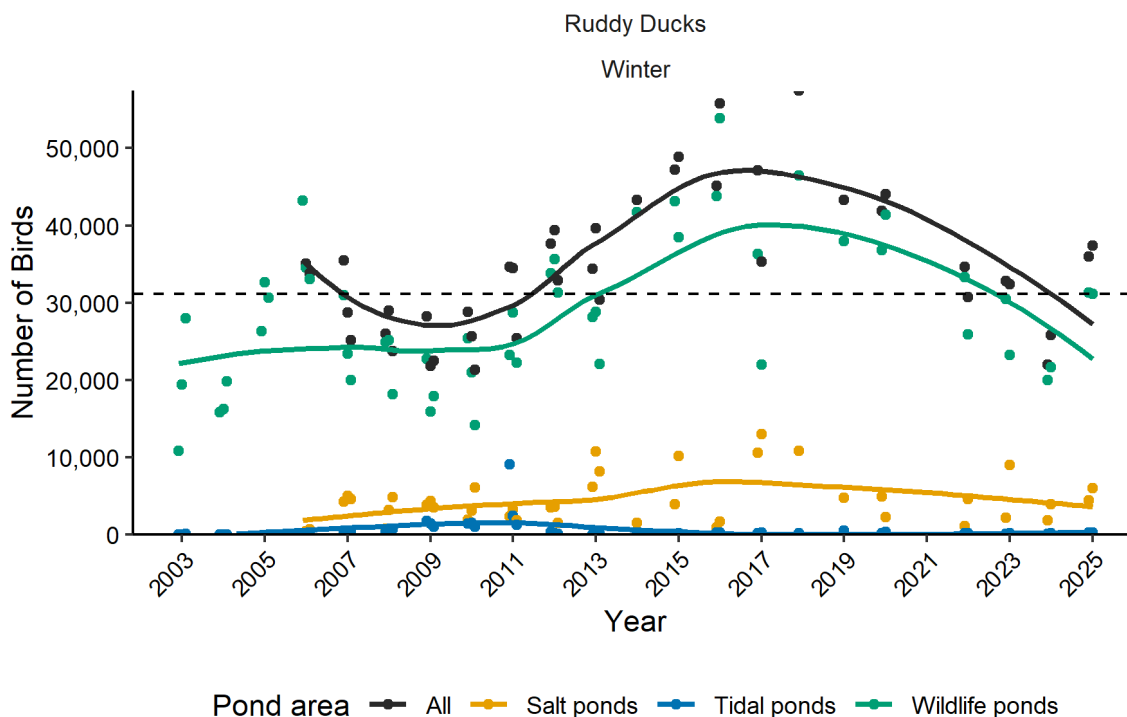 Ruddy Ducks
Winter
Number of Birds
50,000
40,000
30,000
20,000
10,000
0
2003 2005 2007 2009 2011 2013 2015 2017 2019 2021 2023 2025
Year
Pond area All Salt ponds Tidal ponds Wildlife ponds